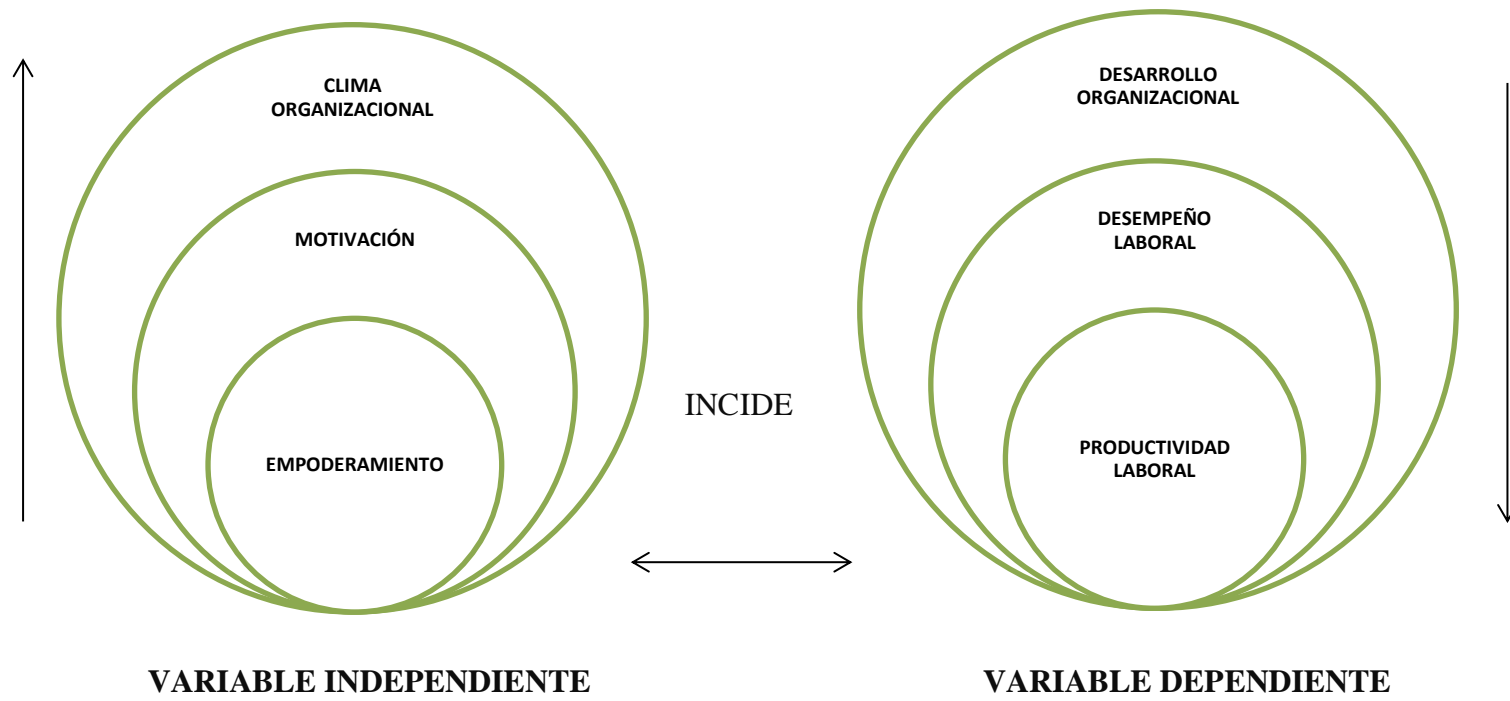 CLIMA
ORGANIZACIONAL
MOTIVACIÓN
EMPODERAMIENTO
INCIDE
DESARROLLO
ORGANIZACIONAL
DESEMPEÑO
LABORAL
PRODUCTIVIDAD
LABORAL
VARIABLE INDEPENDIENTE
VARIABLE DEPENDIENTE